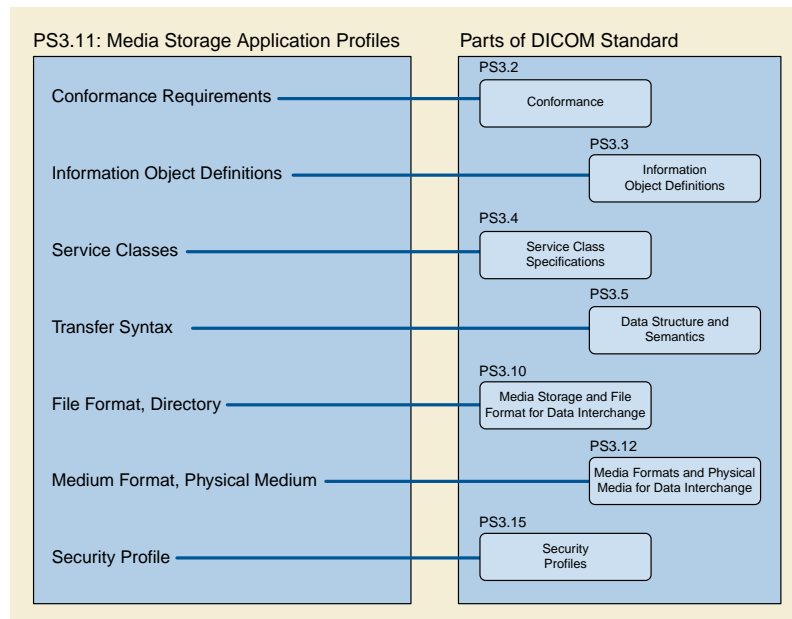 PS3.11: Media Storage Application Profiles
Parts of DICOM Standard
PS3.2
Conformance Requirements
Conformance
PS3.3
Information Object Definitions
Information
Object Definitions
PS3.4
Service Classes
Service Class
Specifications
PS3.5
Transfer Syntax
Data Structure and
Semantics
PS3.10
File Format, Directory
Media Storage and File
Format for Data Interchange
PS3.12
Medium Format, Physical Medium
Media Formats and Physical
Media for Data Interchange
PS3.15
Security Profile
Security
Profiles